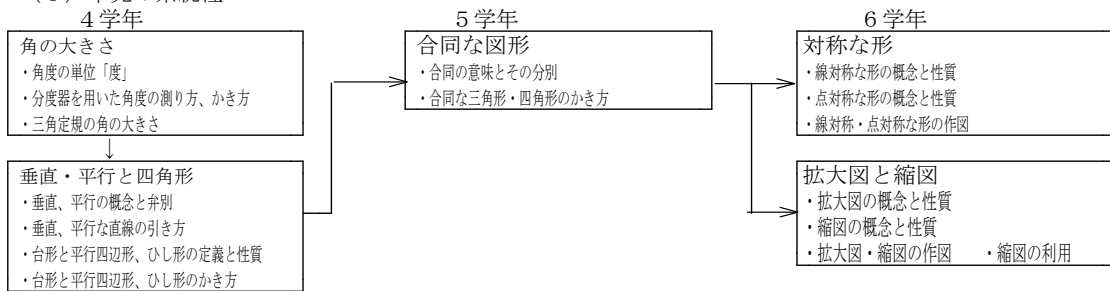 4学年
角の大きさ
・角度の単位「度」
・分度器を用いた角度の測り方、かき方
・三角定規の角の大きさ
↓
垂直・平行と四角形
・垂直、平行の概念と弁別
・垂直、平行な直線の引き方
・台形と平行四辺形、ひし形の定義と性質
・台形と平行四辺形、ひし形のかき方
5学年
合同な図形
・合同の意味とその分別
・合同な三角形・四角形のかき方
6学年
対称な形
・線対称な形の概念と性質
・点対称な形の概念と性質
・線対称・点対称な形の作図
拡大図と縮図
・拡大図の概念と性質
・縮図の概念と性質
・拡大図・縮図の作図 ・縮図の利用